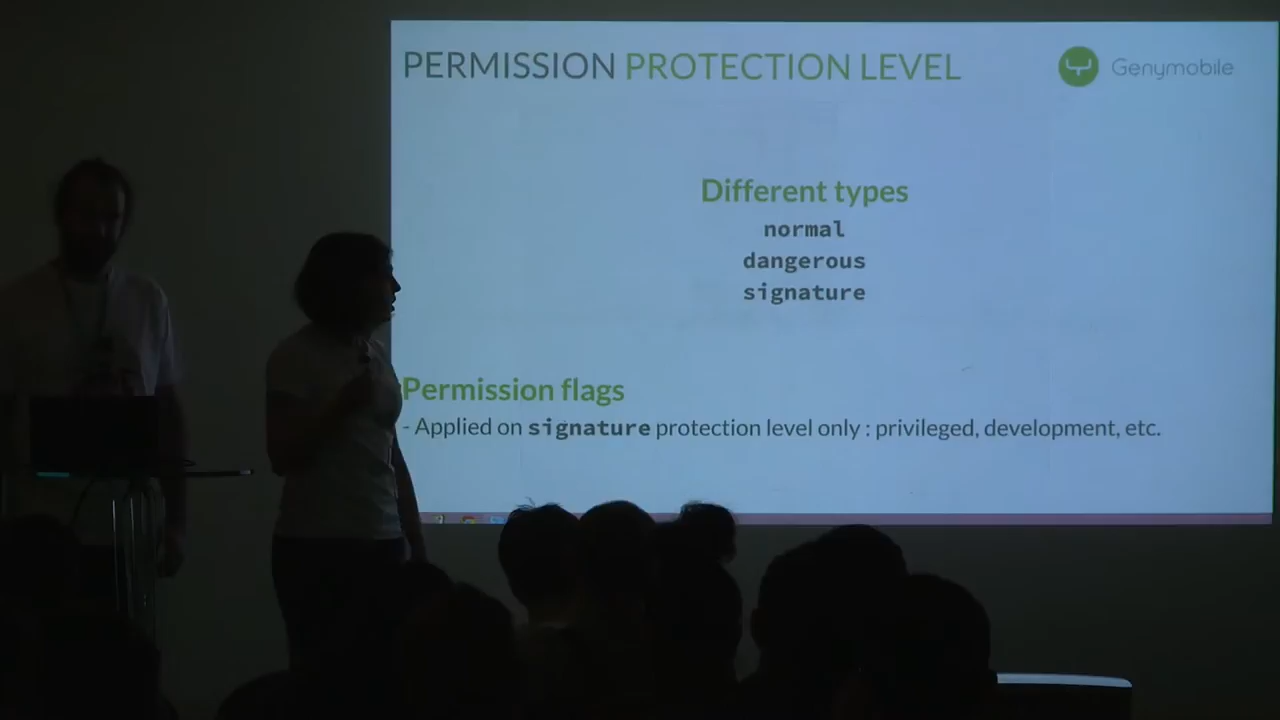 PERMISSION PROTECTION LEVEL
Genymobile
Different types
normal
dangerous
signature
Permission flags
- Applied on signature protection level only : privileged, development, etc.